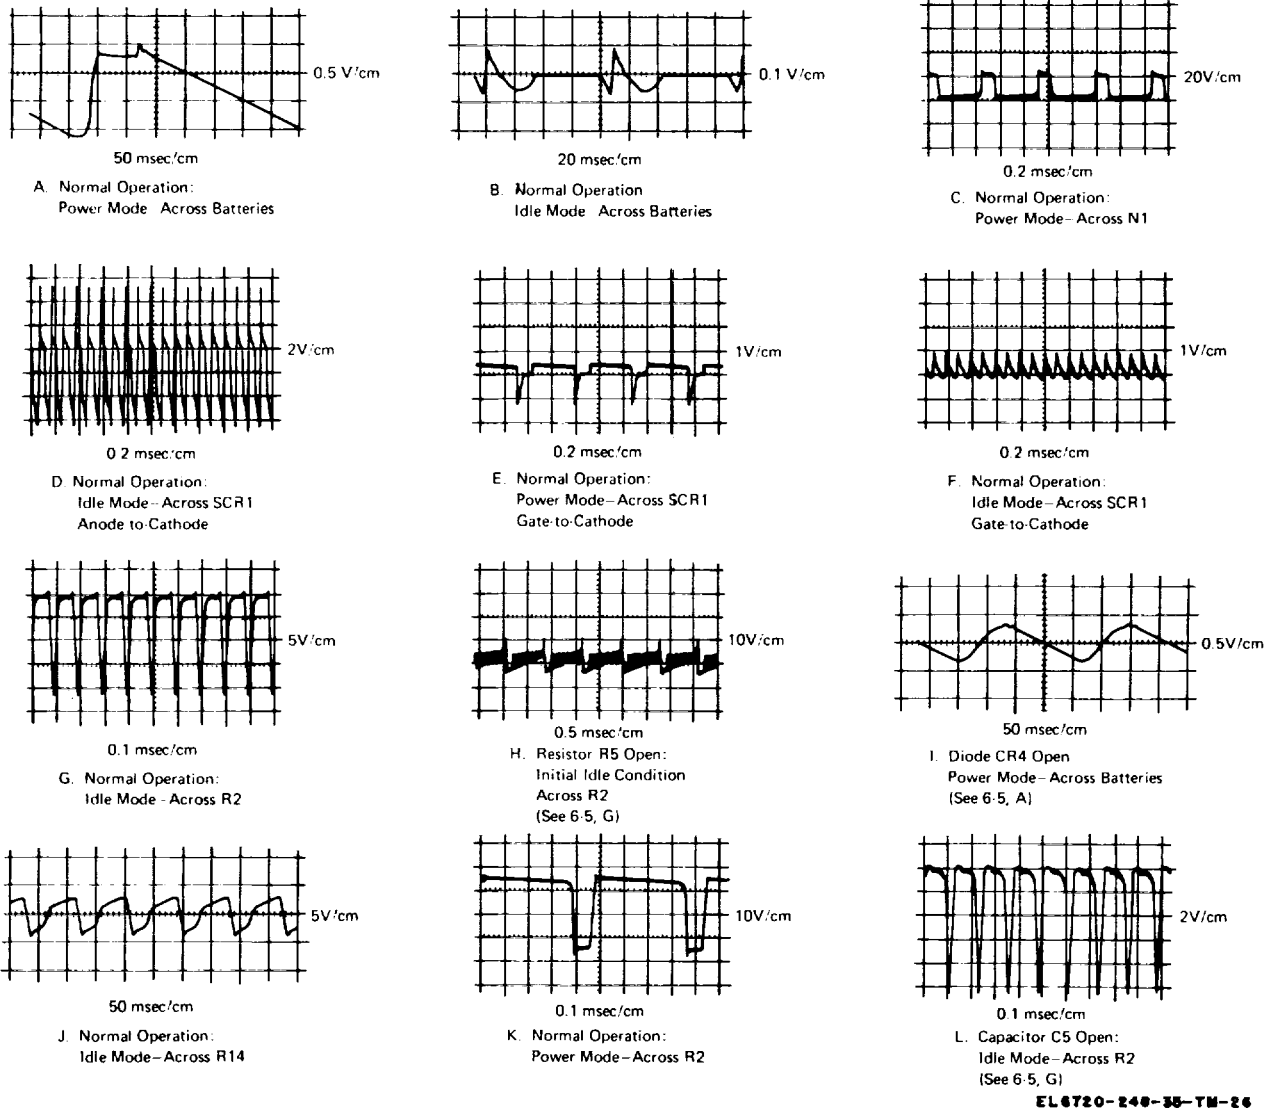 0.5 V/cm
50 msec/cm
A. Normal Operation:
Power Mode Across Batteries
0.1 V/cm
20 msec/cm
B. Normal Operation
Idle Mode Across Batteries
20V/cm
0.2 msec/cm
C. Normal Operation:
Power Mode—Across N1
2V/cm
0.2 msec/cm
D. Normal Operation:
Idle Mode—Across SCR1
Anode to-Cathode
1V/cm
0.2 msec/cm
E. Normal Operation:
Power Mode—Across SCR1
Gate-to-Cathode
1V/cm
0.2 msec/cm
F. Normal Operation:
Idle Mode—Across SCR1
Gate-to-Cathode
5V/cm
0.1 msec/cm
G. Normal Operation:
Idle Mode - Across R2
10V/cm
0.5 msec/cm
H. Resistor R5 Open:
Initial Idle Condition
Across R2
(See 6-5, G)
0.5V/cm
50 msec/cm
I. Diode CR4 Open
Power Mode—Across Batteries
(See 6-5, A)
5V/cm
50 msec/cm
J. Normal Operation:
Idle Mode—Across R14
10V/cm
0.1 msec/cm
K. Normal Operation:
Power Mode—Across R2
2V/cm
0.1 msec/cm
L. Capacitor C5 Open:
Idle Mode—Across R2
(See 6-5, G)
EL6720-240-35-TM-26